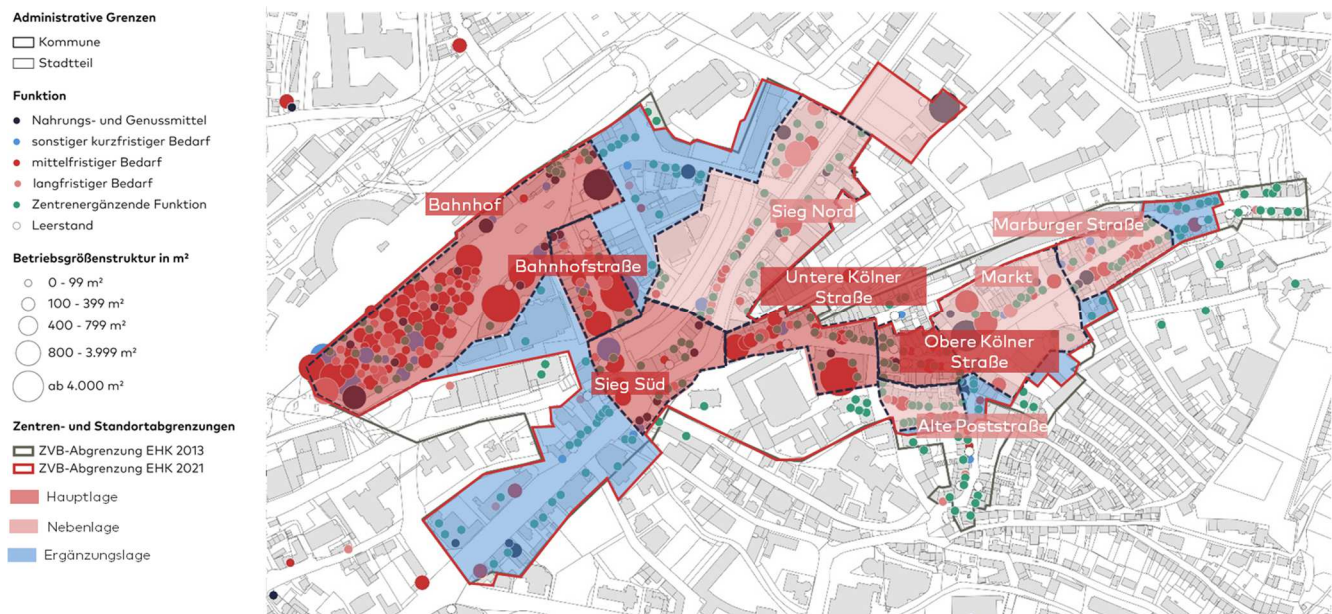 Administrative Grenzen
Kommune
Stadtteil
Funktion
Nahrungs- und Genussmittel
sonstiger kurzfristiger Bedarf
mittelfristiger Bedarf
langfristiger Bedarf
Zentrenergänzende Funktion
Leerstand
Betriebsgrößenstruktur in m²
0 - 99 m²
100 - 399 m²
400 - 799 m²
800 - 3.999 m²
ab 4.000 m²
Zentren- und Standortabgrenzungen
ZVB-Abgrenzung EHK 2013
ZVB-Abgrenzung EHK 2021
Hauptlage
Nebenlage
Ergänzungslage
Bahnhof
Sieg Nord
Marburger Straße
Bahnhofstraße
Untere Kölner
Straße
Markt
Obere Kölner
Straße
Sieg Süd
Alte Poststraße